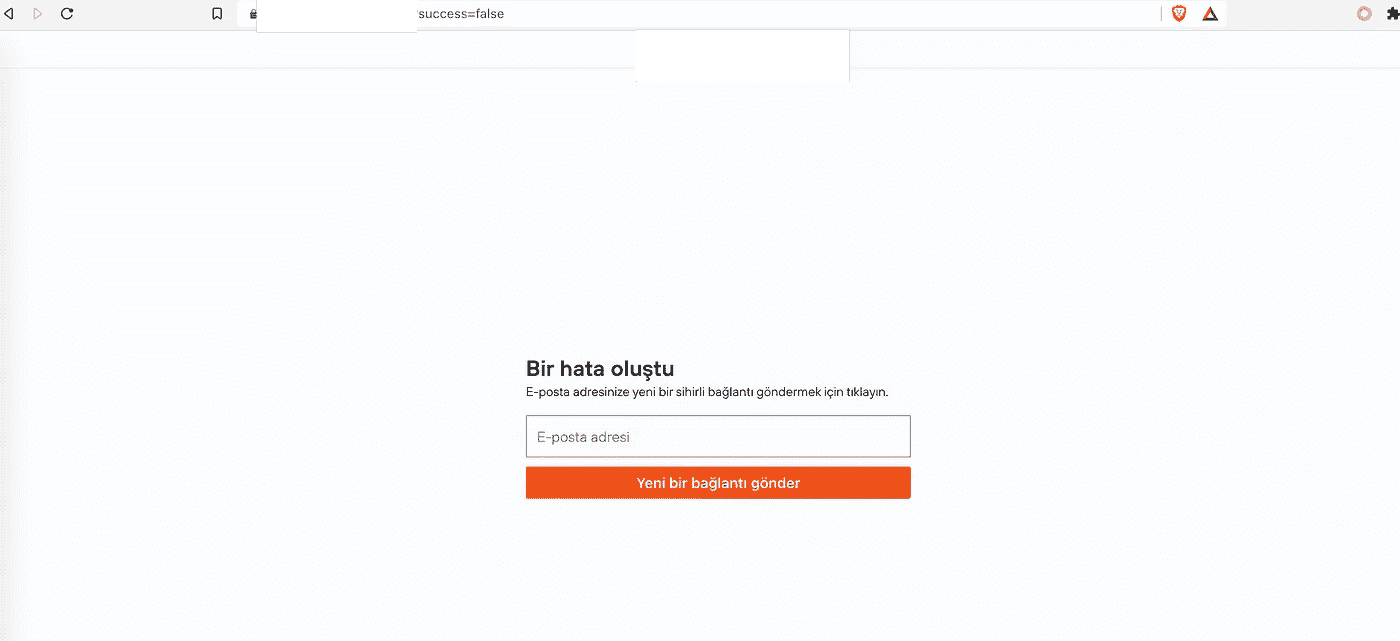 success=false
Bir hata oluştu
E-posta adresinize yeni bir sihirli bağlantı göndermek için tıklayın.
E-posta adresi
Yeni bir bağlantı gönder